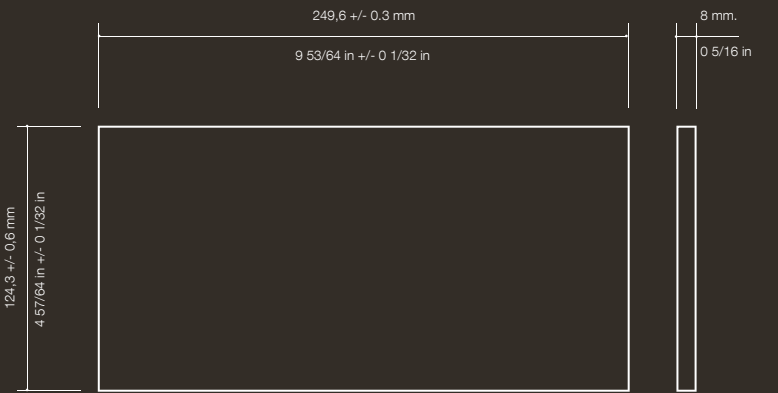 249,6 +/- 0.3 mm
9 53/64 in +/- 0 1/32 in
8 mm.
0 5/16 in
124,3 +/- 0,6 mm
4 57/64 in +/- 0 1/32 in